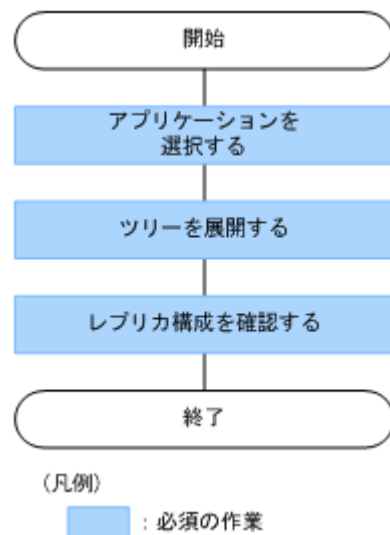 開始
アプリケーションを
選択する
ツリーを展開する
レプリカ構成を確認する
終了
(凡例)
：必須の作業